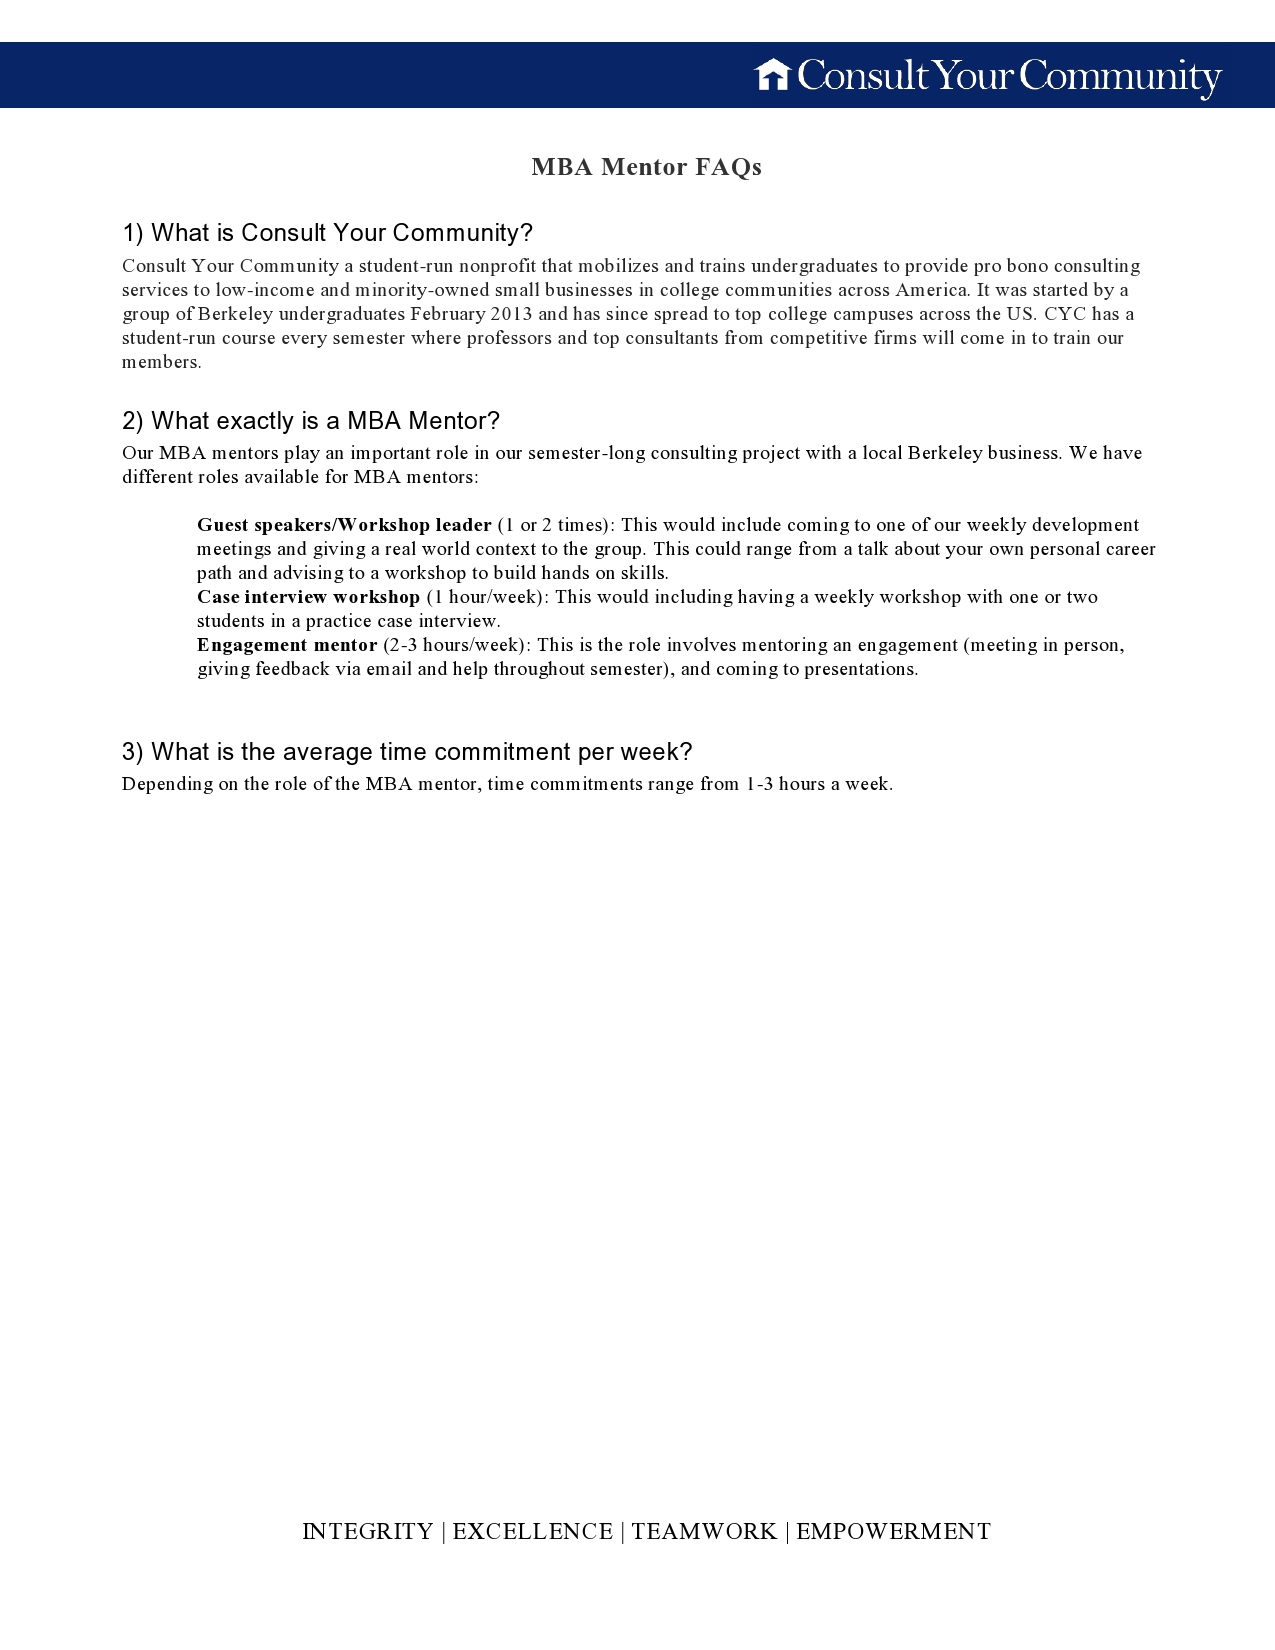 Consult Your Community
MBA Mentor FAQs
1) What is Consult Your Community?
Consult Your Community a student-run nonprofit that mobilizes and trains undergraduates to provide pro bono consulting
services to low-income and minority-owned small businesses in college communities across America. It was started by a
group of Berkeley undergraduates February 2013 and has since spread to top college campuses across the US. CYC has a
student-run course every semester where professors and top consultants from competitive firms will come in to train our
members.
2) What exactly is a MBA Mentor?
Our MBA mentors play an important role in our semester-long consulting project with a local Berkeley business. We have
different roles available for MBA mentors:
Guest speakers/Workshop leader (1 or 2 times): This would include coming to one of our weekly development
meetings and giving a real world context to the group. This could range from a talk about your own personal career
path and advising to a workshop to build hands on skills.
Case interview workshop (1 hour/week): This would including having a weekly workshop with one or two
students in a practice case interview.
Engagement mentor (2-3 hours/week): This is the role involves mentoring an engagement (meeting in person,
giving feedback via email and help throughout semester), and coming to presentations.
3) What is the average time commitment per week?
Depending on the role of the MBA mentor, time commitments range from 1-3 hours a week.
INTEGRITY | EXCELLENCE | TEAMWORK | EMPOWERMENT